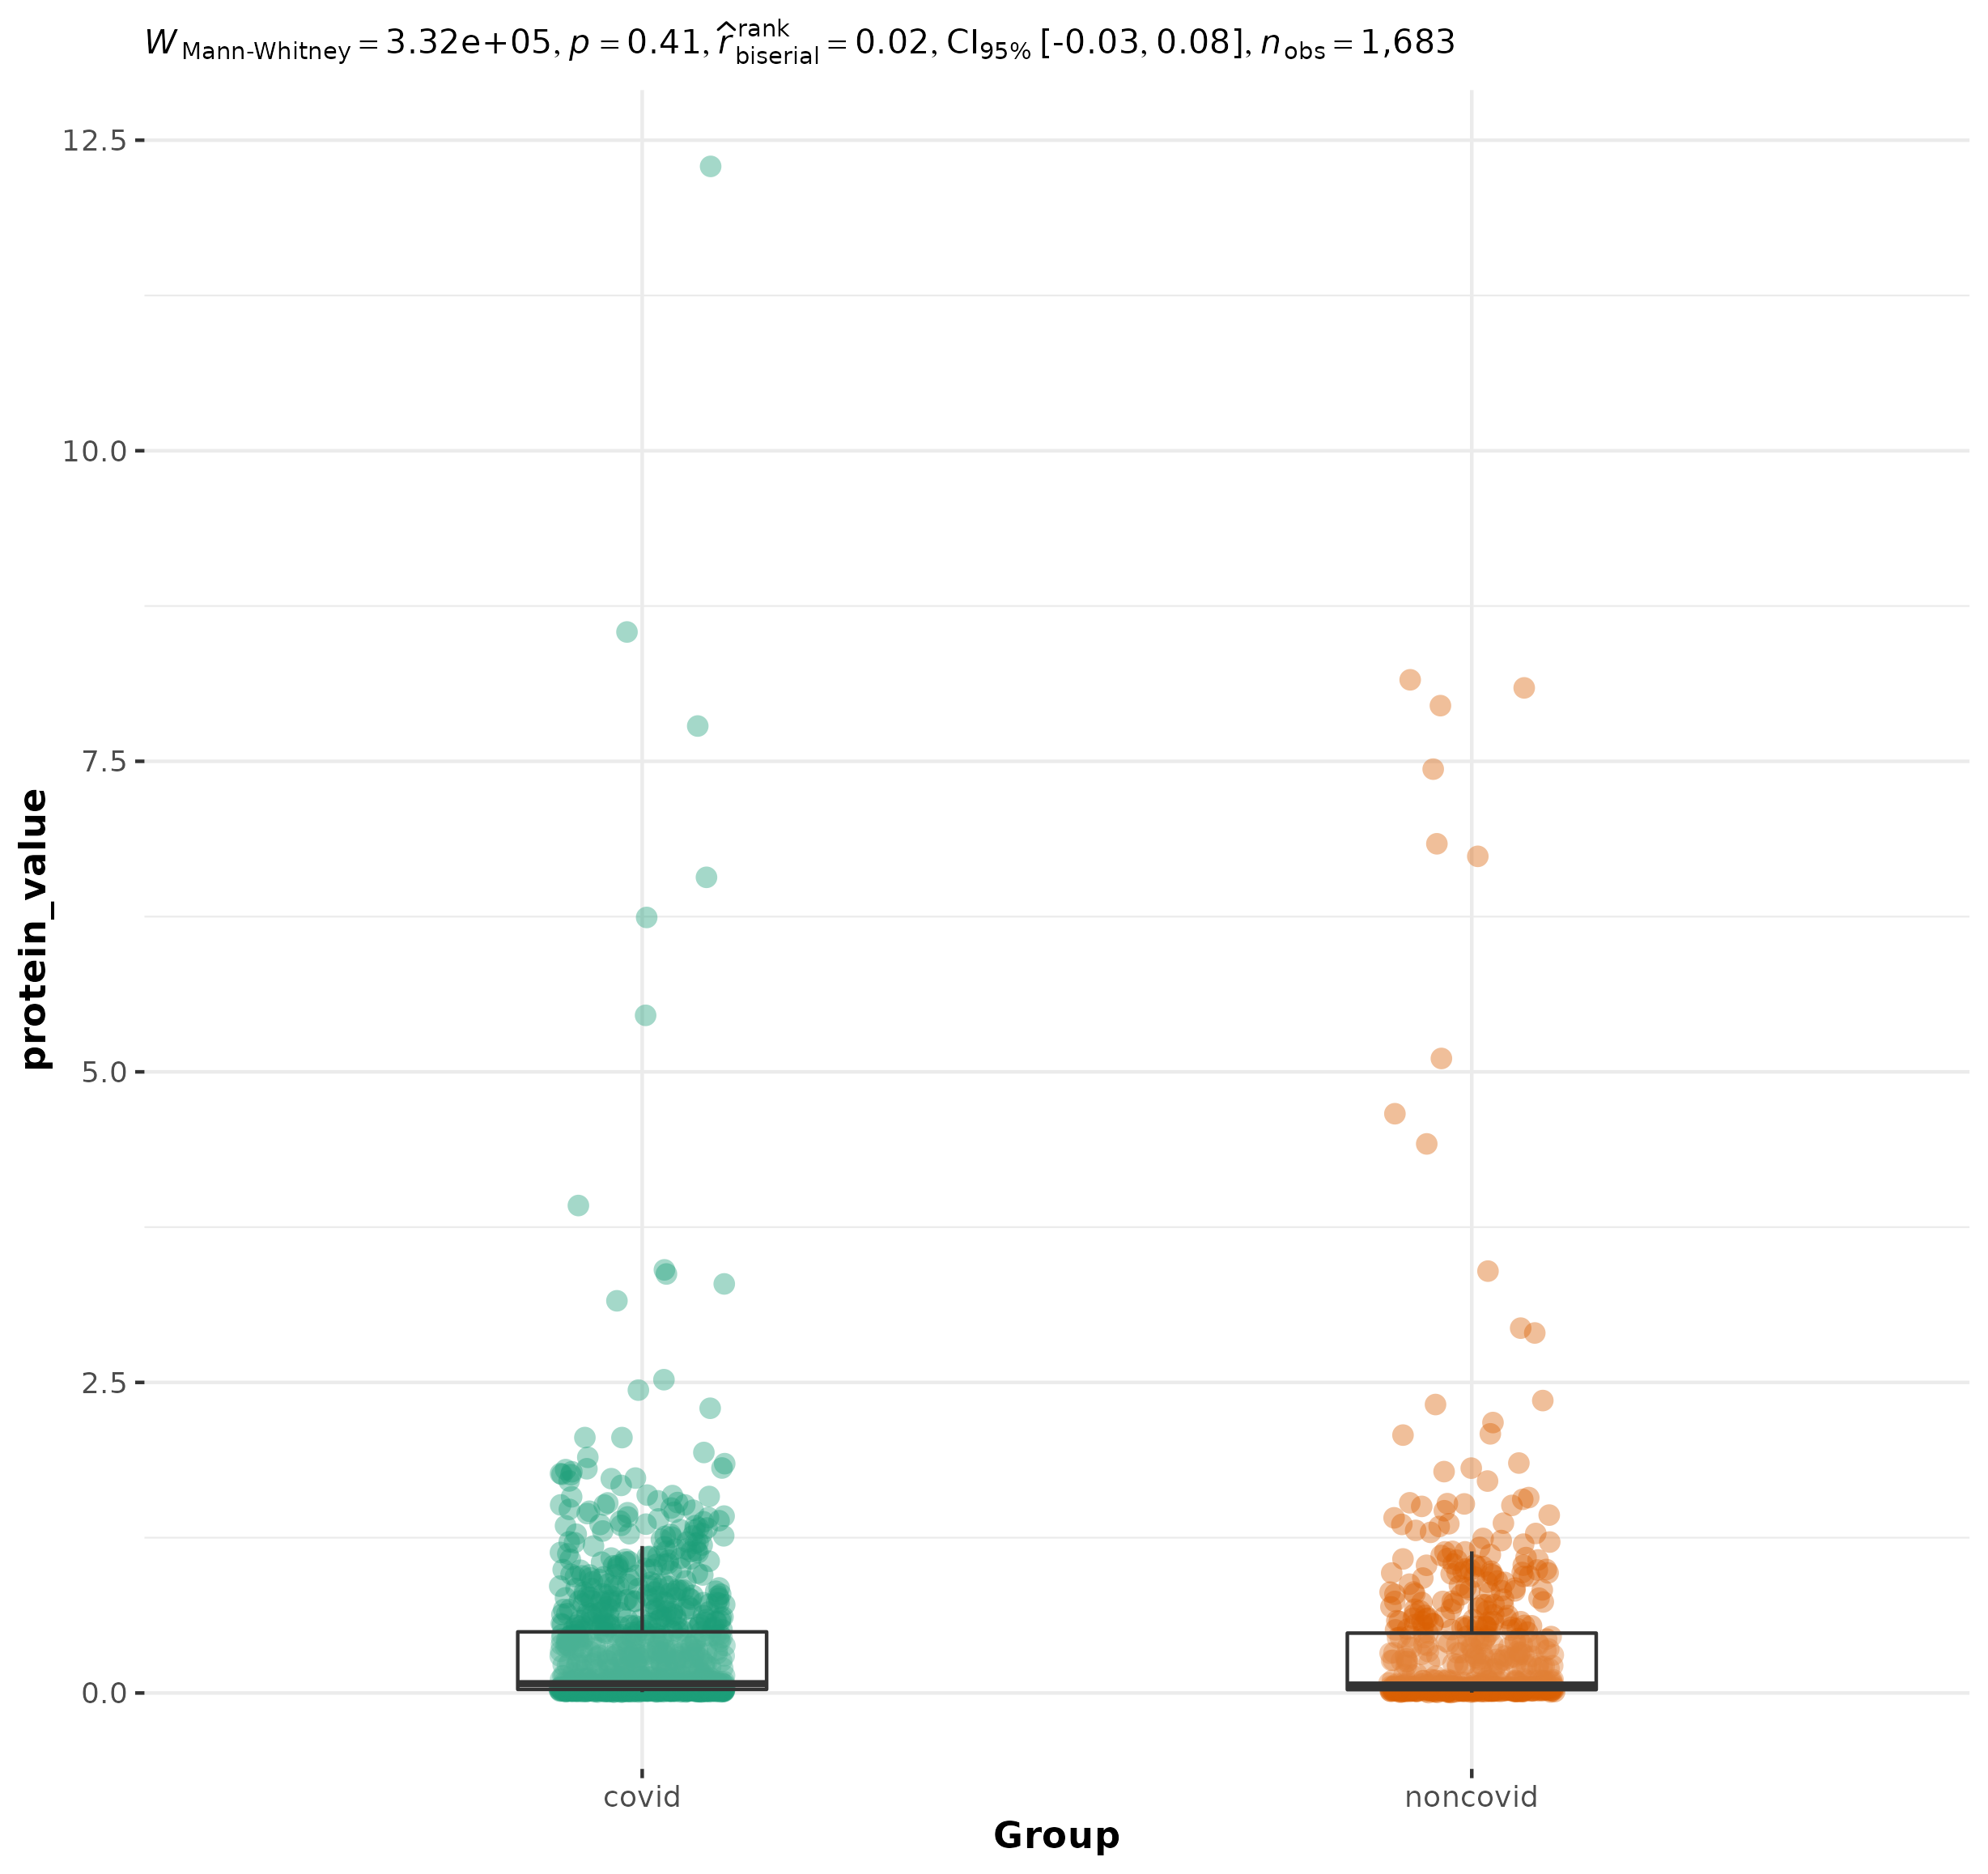 W Mann-Whitney = 3.32e+05, p = 0.41, r̂ rank biserial = 0.02, CI95% [-0.03, 0.08], nobs = 1,683
12.5
10.0
7.5
5.0
2.5
0.0
protein_value
covid noncovid
Group